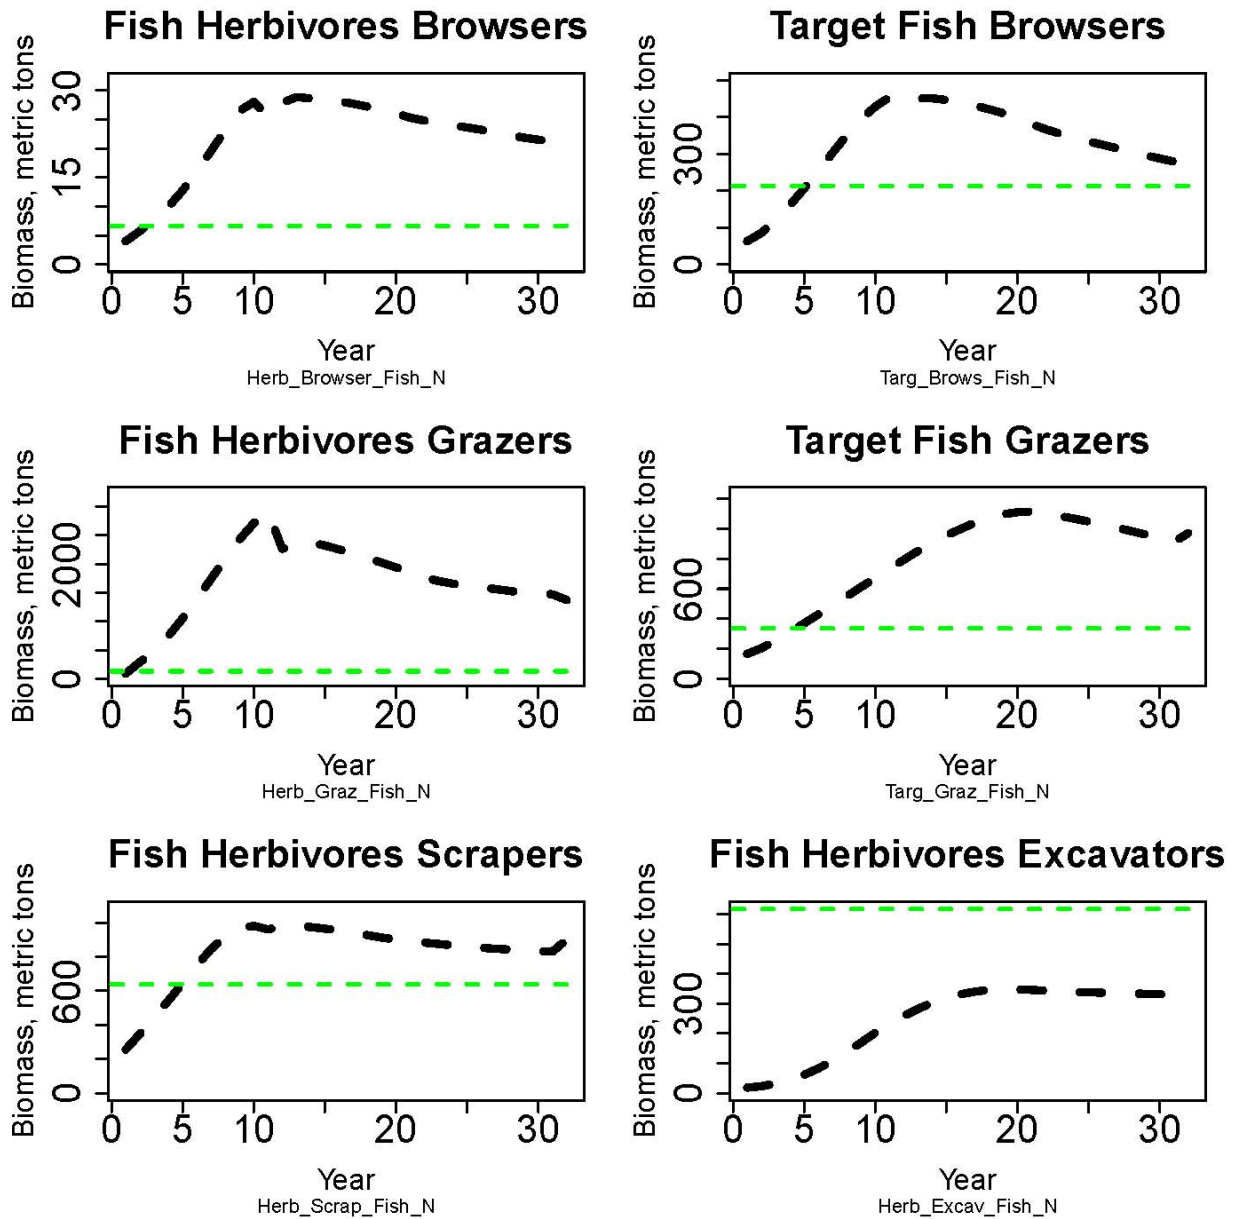 Fish Herbivores Browsers
Biomass, metric tons
0 15 30
0 5 10 20 30
Year
Herb_Browser_Fish_N
Target Fish Browsers
Biomass, metric tons
0 300
0 5 10 20 30
Year
Targ_Brows_Fish_N
Fish Herbivores Grazers
Biomass, metric tons
0 2000
0 5 10 20 30
Year
Herb_Graz_Fish_N
Target Fish Grazers
Biomass, metric tons
0 600
0 5 10 20 30
Year
Targ_Graz_Fish_N
Fish Herbivores Scrapers
Biomass, metric tons
0 600
0 5 10 20 30
Year
Herb_Scrap_Fish_N
Fish Herbivores Excavators
Biomass, metric tons
0 300
0 5 10 20 30
Year
Herb_Excav_Fish_N